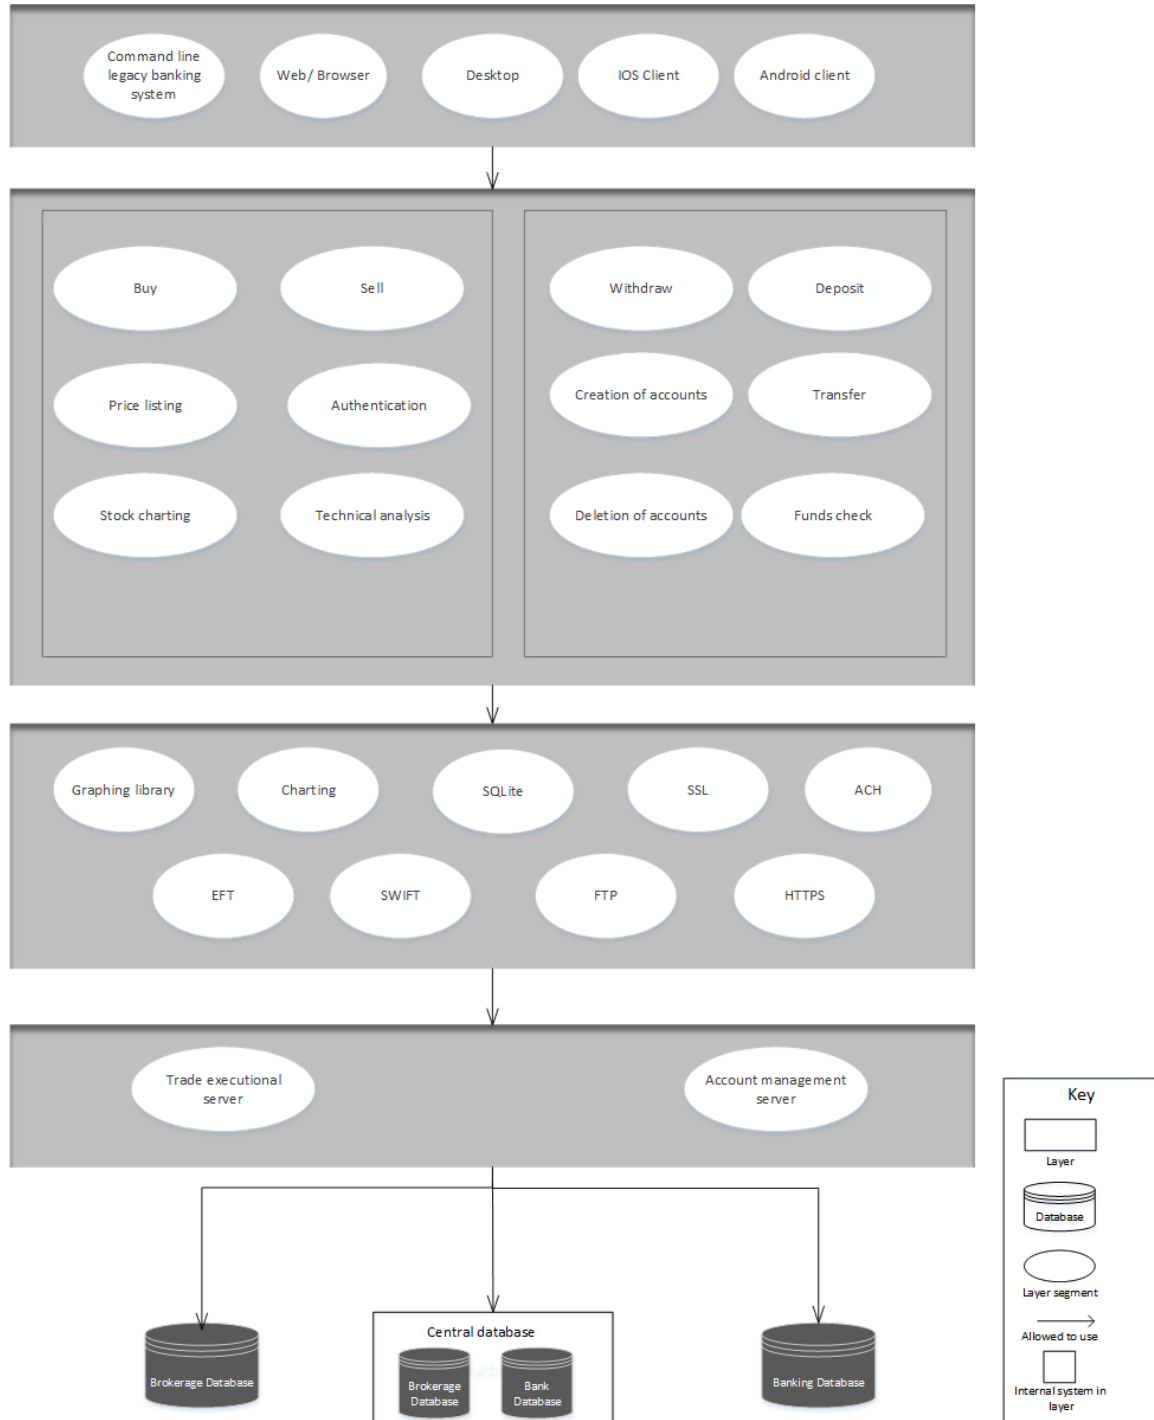 Command line
legacy banking
system
Web/ Browser
Desktop
IOS Client
Android client
Buy
Sell
Withdraw
Deposit
Price listing
Authentication
Creation of accounts
Transfer
Stock charting
Technical analysis
Deletion of accounts
Funds check
Graphing library
Charting
SQLite
SSL
ACH
EFT
SWIFT
FTP
HTTPS
Trade executional
server
Account management
server
Brokerage Database
Central database
Brokerage
Database
Bank
Database
Banking Database
Key
Layer
Database
Layer segment
Allowed to use
Internal system in
layer